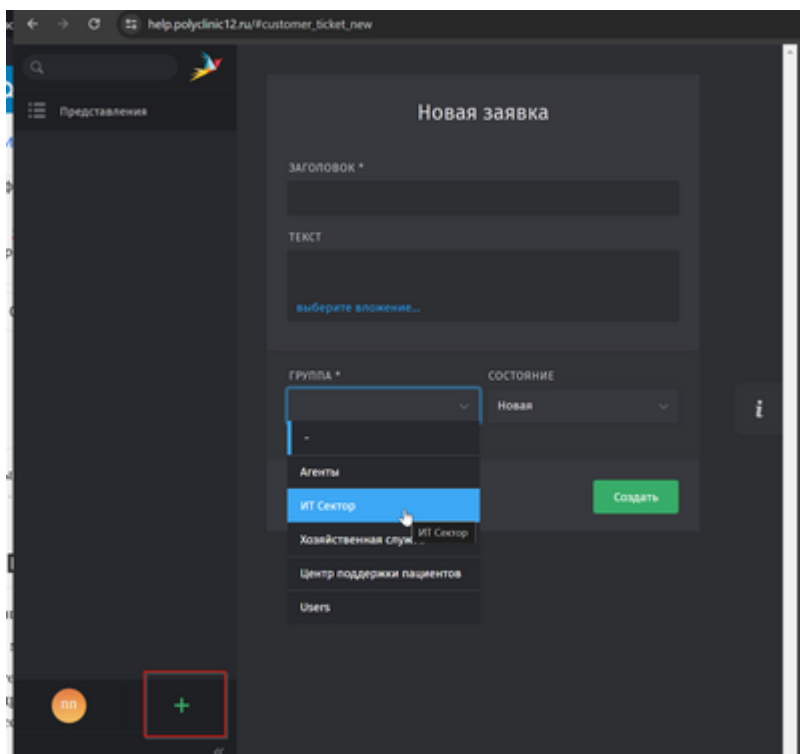 help.polyclinic12.ru/#customer_ticket_new
Представления
Новая заявка
ЗАГОЛОВОК *
ТЕКСТ
выберите вложение...
ГРУППА *
СОСТОЯНИЕ
Новая
-
Агенты
ИТ Сектор
ИТ Сектор
Создать
Хозяйственная
Центр поддержки пациентов
Users
ПП